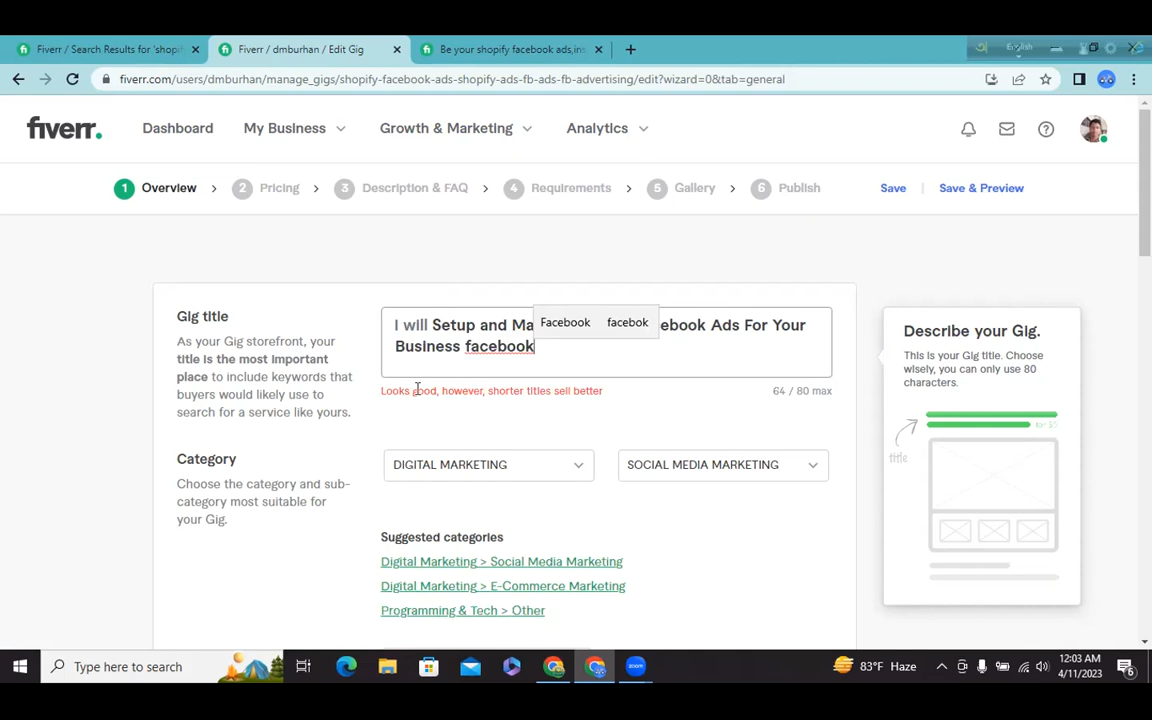 Fiverr / Search Results for 'shopif
Fiverr / dmburhan / Edit Gig
Be your shopify facebook ads,ins
English
fiverr.com/users/dmburhan/manage_gigs/shopify-facebook-ads-shopify-ads-fb-ads-fb-advertising/edit?wizard=0&tab=general
fiverr.
Dashboard
My Business
Growth & Marketing
Analytics
1 Overview
2 Pricing
3 Description & FAQ
4 Requirements
5 Gallery
6 Publish
Save
Save & Preview
Gig title
As your Gig storefront, your
title is the most important
place to include keywords that
buyers would likely use to
search for a service like yours.
I will Setup and Ma
ebook Ads For Your
Business facebook
Facebook facebok
Looks good, however, shorter titles sell better
64 / 80 max
Describe your Gig.
This is your Gig title. Choose
wisely, you can only use 80
characters.
title
for $5
Category
Choose the category and sub-
category most suitable for
your Gig.
DIGITAL MARKETING
SOCIAL MEDIA MARKETING
Suggested categories
Digital Marketing > Social Media Marketing
Digital Marketing > E-Commerce Marketing
Programming & Tech > Other
Type here to search
zoom
83°F Haze
12:03 AM
4/11/2023
6